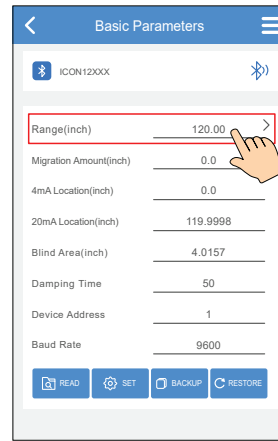 Basic Parameters
ICON12XXX
Range(inch) 120.00
Migration Amount(inch) 0.0
4mA Location(inch) 0.0
20mA Location(inch) 119.9998
Blind Area(inch) 4.0157
Damping Time 50
Device Address 1
Baud Rate 9600
READ SET BACKUP RESTORE